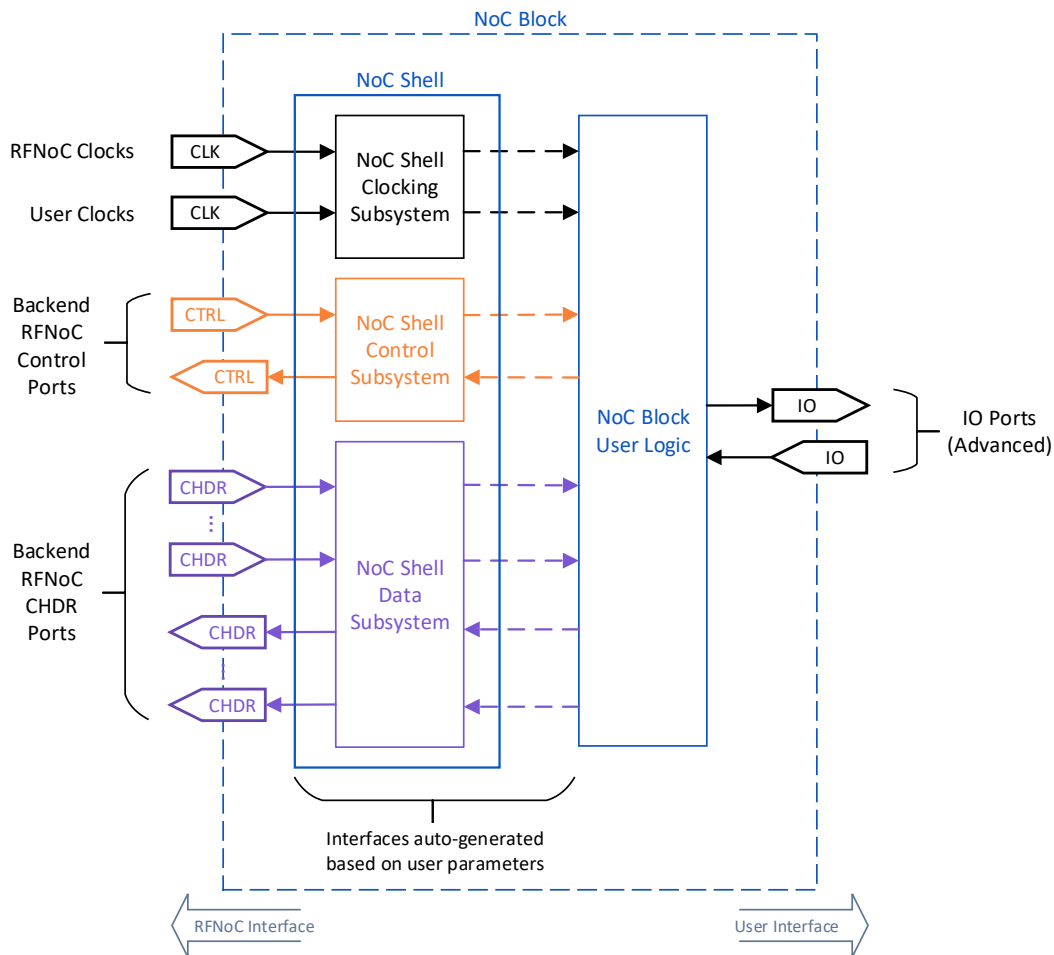 NoC Block
NoC Shell
RFNoC Clocks
CLK
User Clocks
CLK
NoC Shell
Clocking
Subsystem
Backend
RFNoC
Control
Ports
CTRL
CTRL
NoC Shell
Control
Subsystem
NoC Block
User Logic
IO
IO
IO Ports
(Advanced)
Backend
RFNoC
CHDR
Ports
CHDR
CHDR
CHDR
CHDR
NoC Shell
Data
Subsystem
Interfaces auto-generated
based on user parameters
RFNoC Interface
User Interface